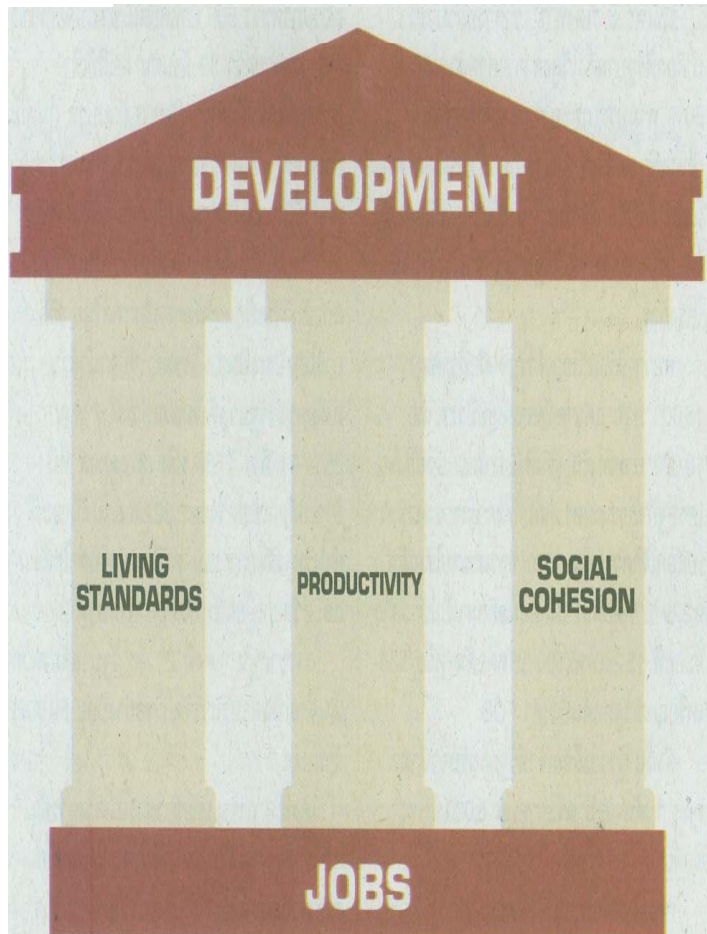 DEVELOPMENT
LIVING
STANDARDS
PRODUCTIVITY
SOCIAL
COHESION
JOBS